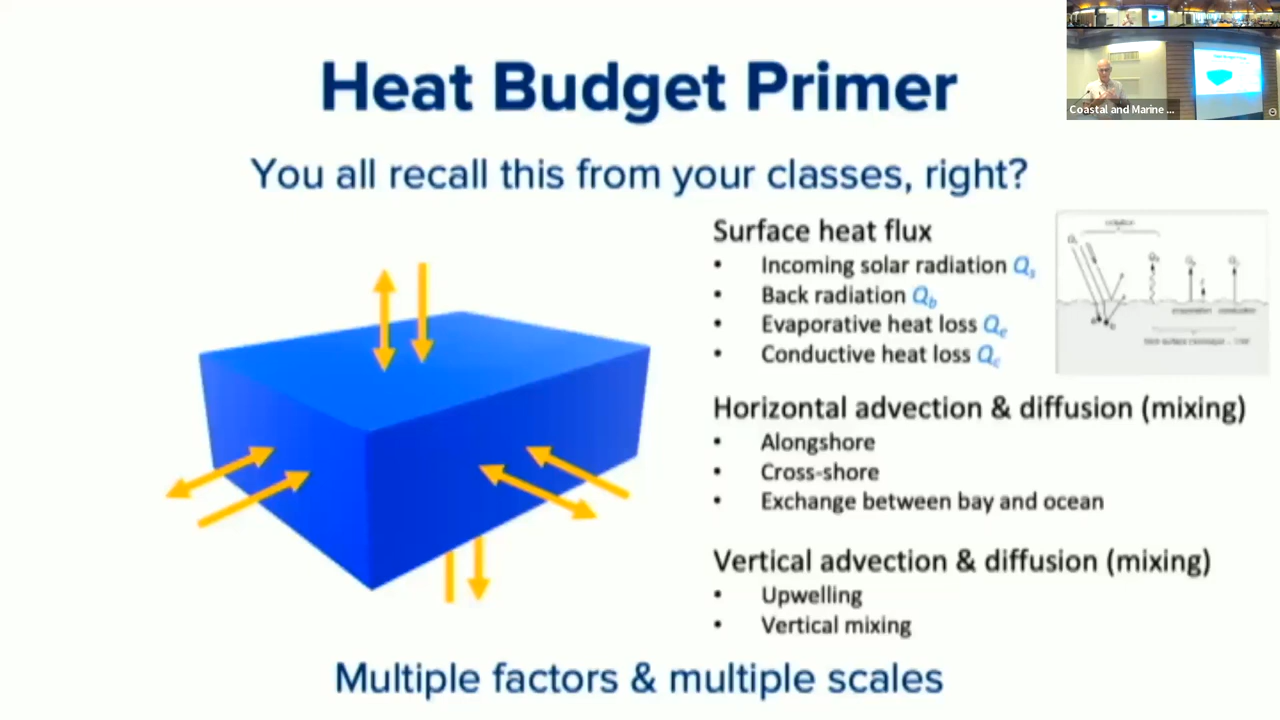 Heat Budget Primer
You all recall this from your classes, right?
Coastal and Marine ...
Surface heat flux
• Incoming solar radiation Qs
• Back radiation Qb
• Evaporative heat loss Qe
• Conductive heat loss Qc
Horizontal advection & diffusion (mixing)
• Alongshore
• Cross-shore
• Exchange between bay and ocean
Vertical advection & diffusion (mixing)
• Upwelling
• Vertical mixing
Multiple factors & multiple scales